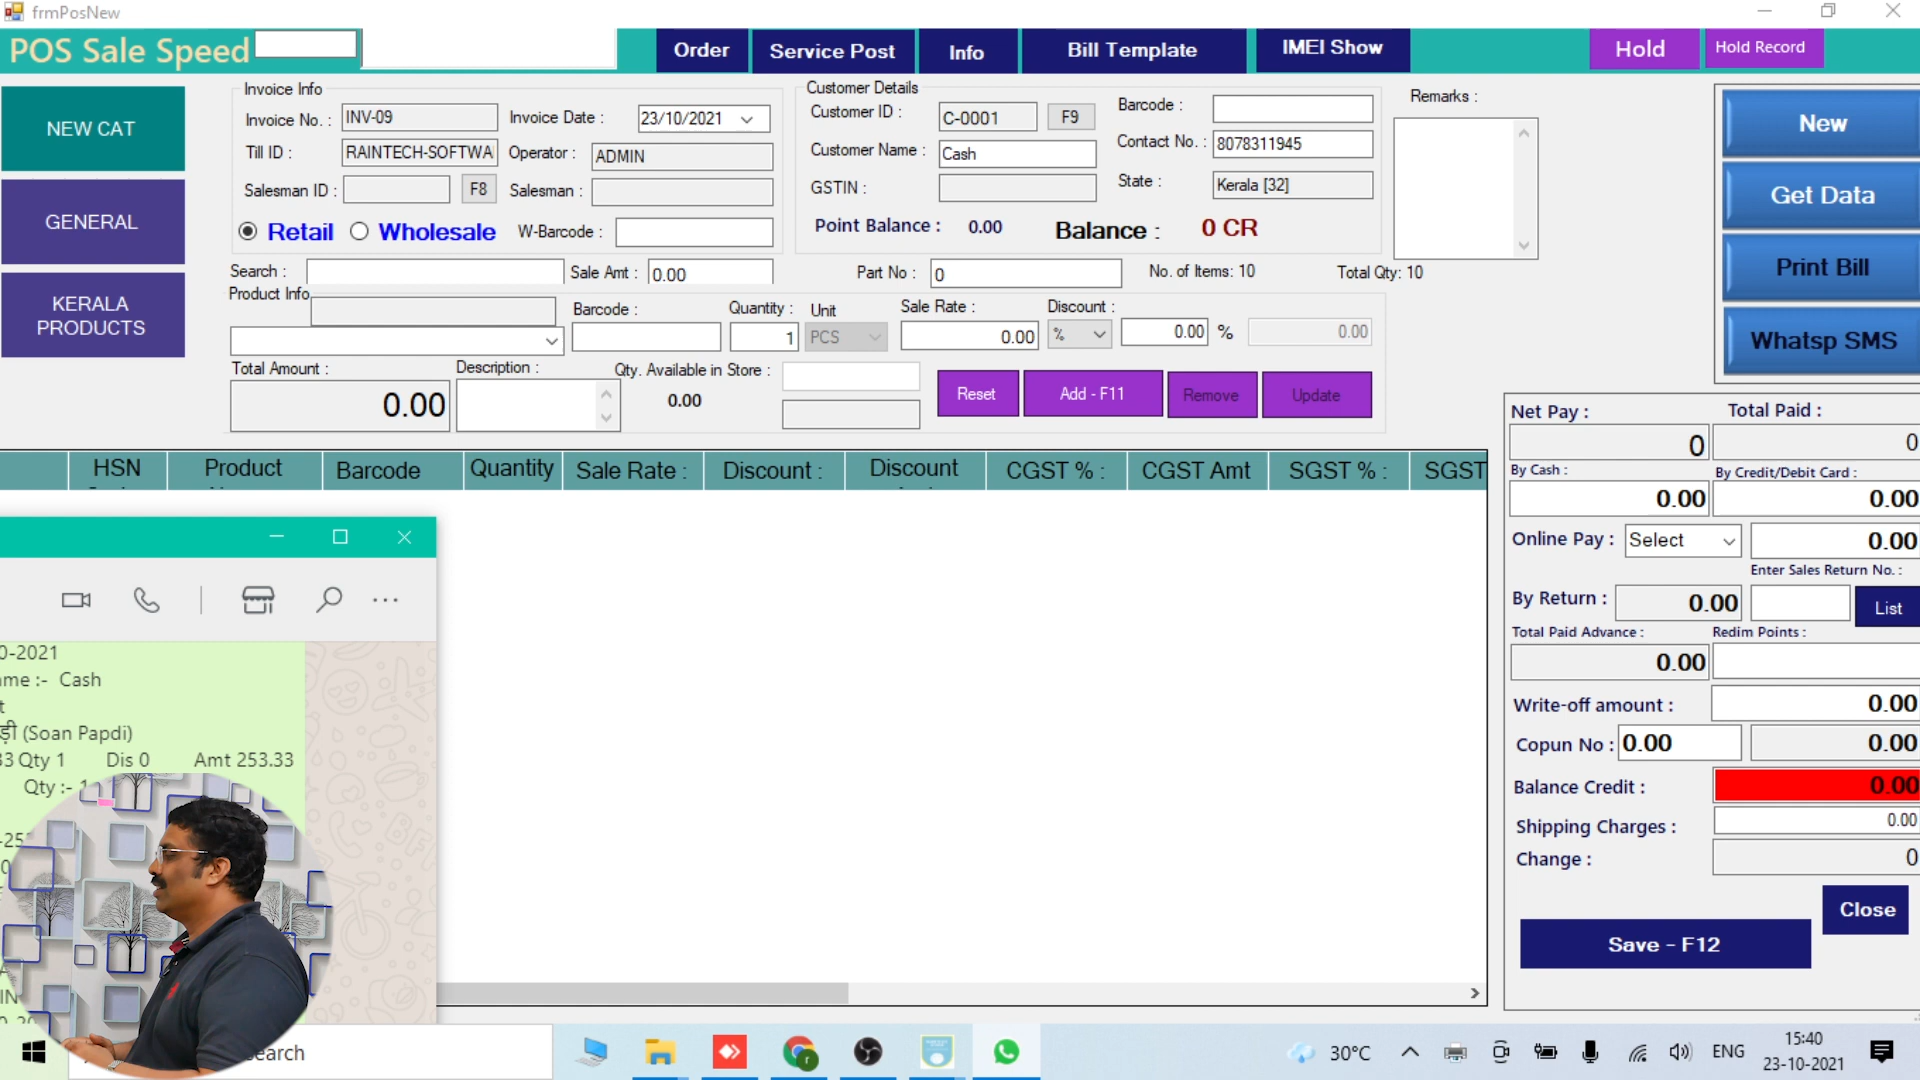 frmPosNew
POS Sale Speed
Order
Service Post
Info
Bill Template
IMEI Show
Hold
Hold Record
NEW CAT
GENERAL
KERALA
PRODUCTS
Invoice Info
Invoice No. :
INV-09
Invoice Date :
23/10/2021
Till ID :
RAINTECH-SOFTWA
Operator :
ADMIN
Salesman ID :
F8
Salesman :
Retail
Wholesale
W-Barcode :
Customer Details
Customer ID :
C-0001
F9
Barcode :
Customer Name :
Cash
Contact No. :
8078311945
GSTIN :
State :
Kerala [32]
Point Balance :
0.00
Balance :
0 CR
Remarks :
New
Get Data
Print Bill
Whatsp SMS
Search :
Sale Amt :
0.00
Part No :
0
No. of Items: 10
Total Qty: 10
Product Info
Barcode :
Quantity :
Unit
Sale Rate :
Discount :
1
PCS
0.00
%
0.00
%
0.00
Total Amount :
0.00
Description :
Qty. Available in Store :
0.00
Reset
Add - F11
Remove
Update
HSN
Product
Barcode
Quantity
Sale Rate :
Discount :
Discount
CGST % :
CGST Amt
SGST % :
SGST
Net Pay :
Total Paid :
0
0
By Cash :
By Credit/Debit Card :
0.00
0.00
Online Pay :
Select
0.00
Enter Sales Return No. :
By Return :
0.00
List
Total Paid Advance :
Redim Points :
0.00
Write-off amount :
0.00
Copun No :
0.00
0.00
Balance Credit :
0.00
Shipping Charges :
0.00
Change :
0
Close
Save - F12
0-2021
me :- Cash
t
ड़ी (Soan Papdi)
33 Qty 1 Dis 0 Amt 253.33
Qty :- 1
-25
IN
earch
30°C
ENG
15:40
23-10-2021